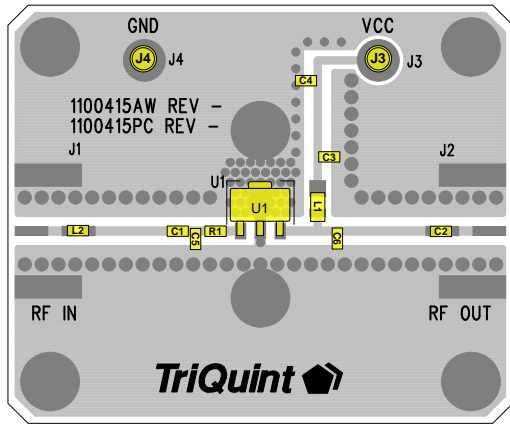 GND VCC
J4 J4 J3 J3
C4
1100415AW REV -
1100415PC REV -
J1 C3 J2
U1
U1 L1
L2 C1 C5 R1 C6 C2
RF IN RF OUT
TriQuint